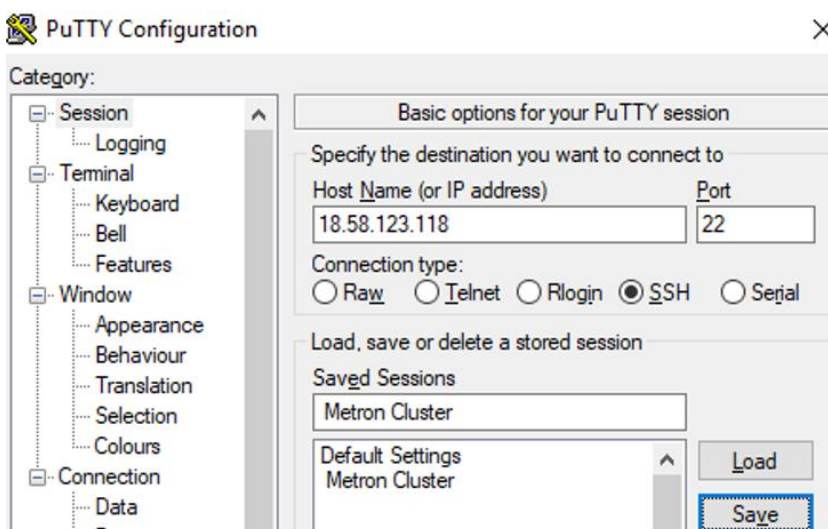 PuTTY Configuration
Category:
Session
Logging
Terminal
Keyboard
Bell
Features
Window
Appearance
Behaviour
Translation
Selection
Colours
Connection
Data
Basic options for your PuTTY session
Specify the destination you want to connect to
Host Name (or IP address) Port
18.58.123.118 22
Connection type:
Raw Telnet Rlogin SSH Serial
Load, save or delete a stored session
Saved Sessions
Metron Cluster
Default Settings
Metron Cluster
Load
Save